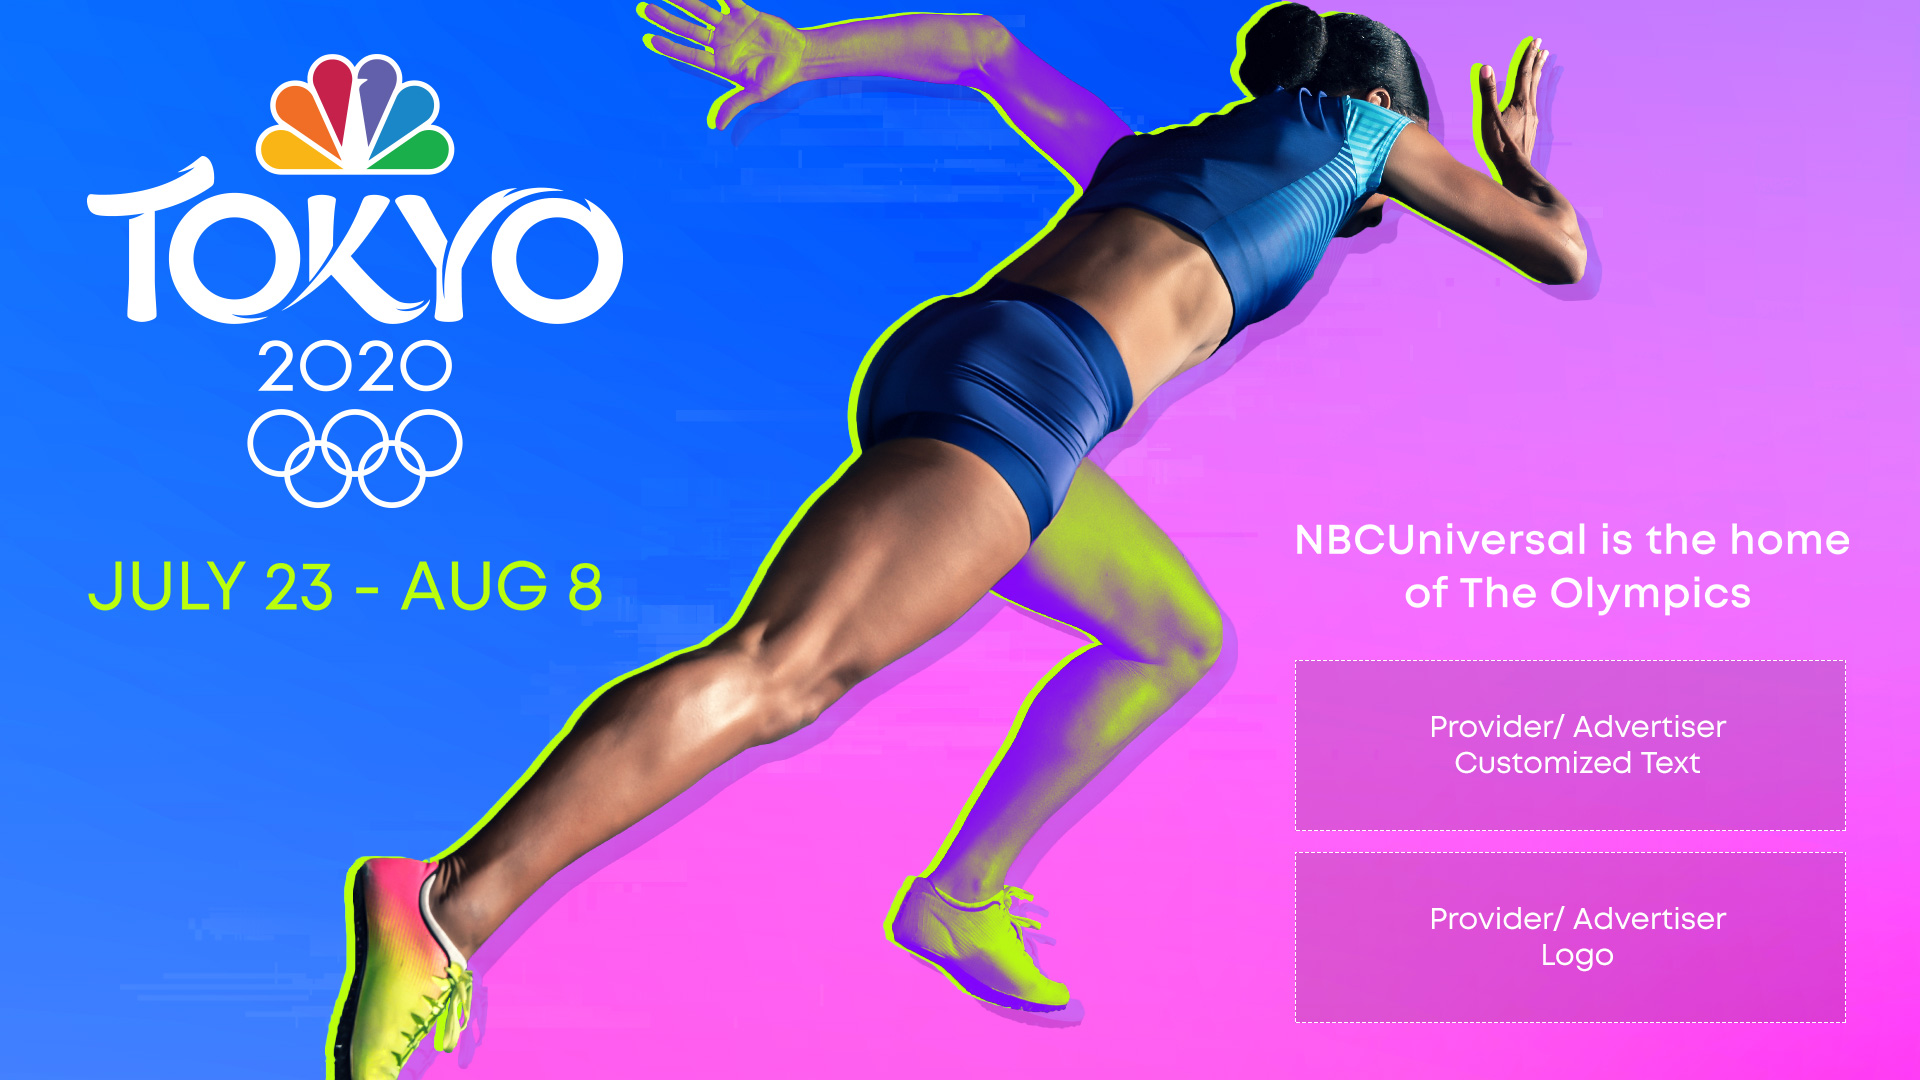 TOKYO
2020
JULY 23 - AUG 8
NBCUniversal is the home
of The Olympics
Provider/ Advertiser
Customized Text
Provider/ Advertiser
Logo